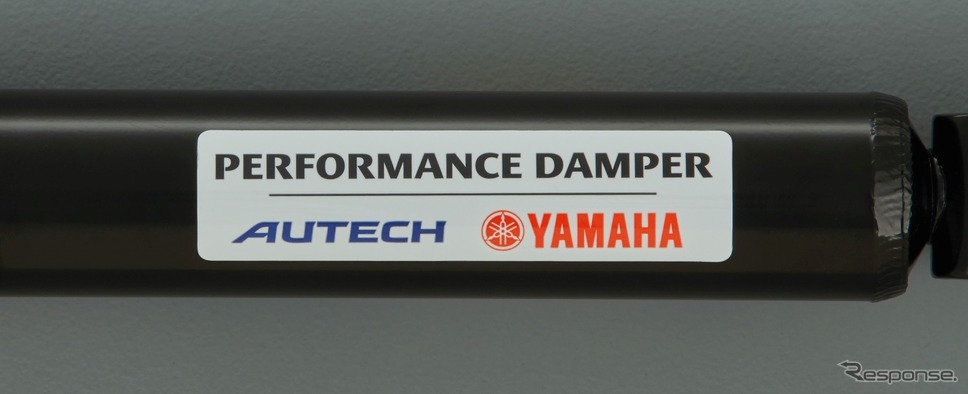 PERFORMANCE DAMPER
AUTECH YAMAHA
Response.